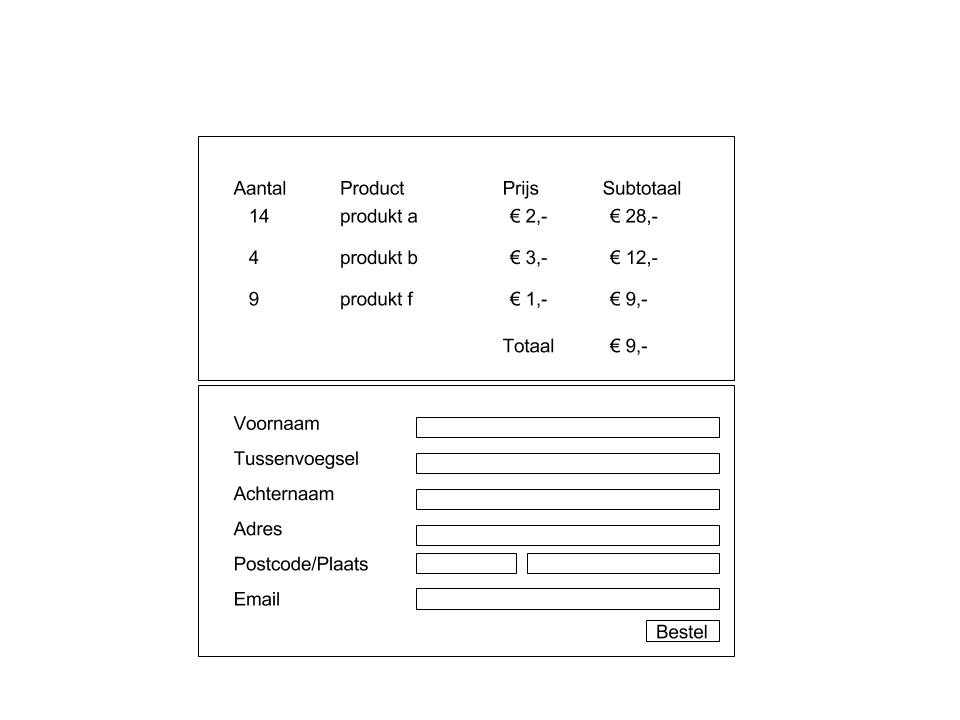 Aantal Product Prijs Subtotaal
14 produkt a € 2,- € 28,-
4 produkt b € 3,- € 12,-
9 produkt f € 1,- € 9,-
Totaal € 9,-
Voornaam
Tussenvoegsel
Achternaam
Adres
Postcode/Plaats
Email
Bestel